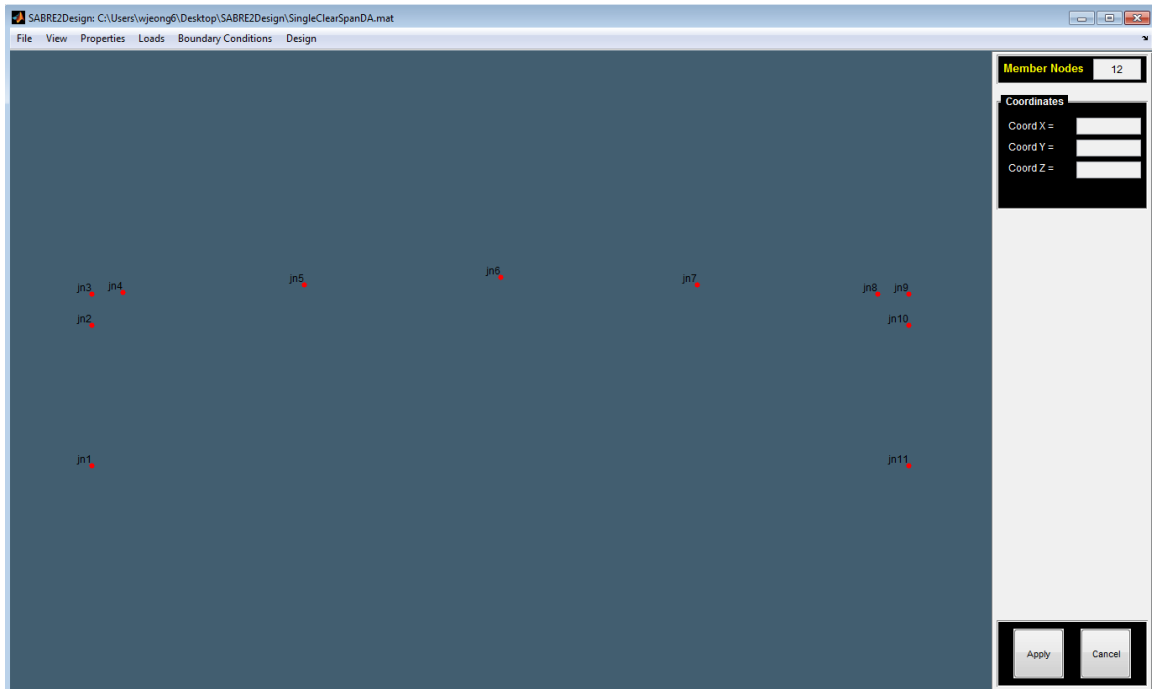 SABRE2Design: C:\Users\wjeong6\Desktop\SABRE2Design\SingleClearSpanDA.mat
File View Properties Loads Boundary Conditions Design
Member Nodes 12
Coordinates
Coord X =
Coord Y =
Coord Z =
jn6
jn5 jn7
jn3 jn4 jn8 jn9
jn2 jn10
jn1 jn11
Apply Cancel